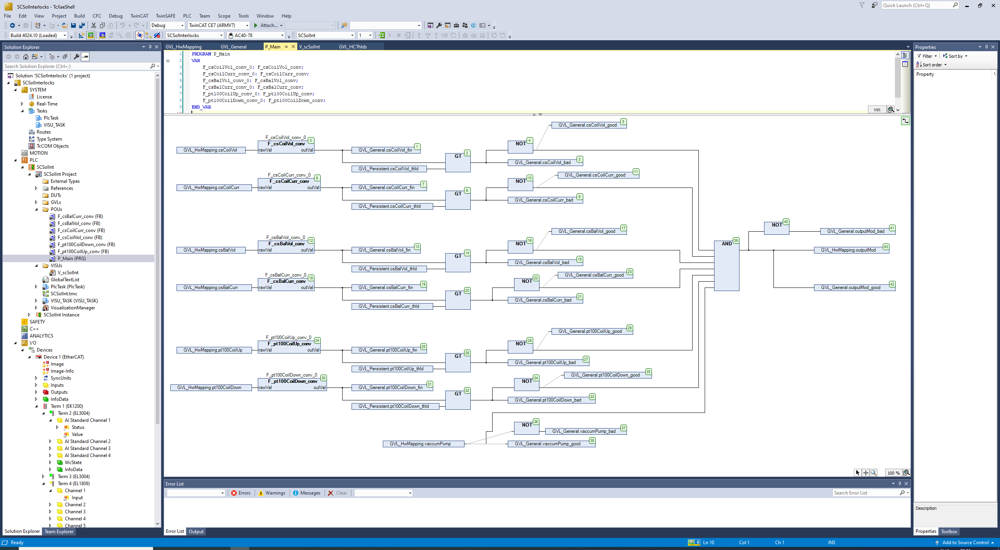 SCSolInterlocks - TcXaeShell
Quick Launch (Ctrl+Q)
File Edit View Project Build CFC Debug TwinCAT TwinSAFE PLC Team Scope Tools Window Help
Debug TwinCAT CE7 (ARMV7) Attach...
Build 4024.10 (Loaded) SCSolInterlocks AC40-78 SCSolInt 1
Solution Explorer
Search Solution Explorer (Ctrl+;)
Solution 'SCSolInterlocks' (1 project)
SCSolInterlocks
SYSTEM
License
Real-Time
Tasks
PlcTask
VISU_TASK
Routes
Type System
TcCOM Objects
MOTION
PLC
SCSolInt
SCSolInt Project
External Types
References
DUTs
GVLs
POUs
F_csBalCurr_conv (FB)
F_csBalVol_conv (FB)
F_csCoilCurr_conv (FB)
F_csCoilVol_conv (FB)
F_pt100CoilDown_conv (FB)
F_pt100CoilUp_conv (FB)
P_Main (PRG)
VISUs
V_scSolInt
GlobalTextList
PlcTask (PlcTask)
SCSolInt.tmc
VISU_TASK (VISU_TASK)
VisualizationManager
SCSolInt Instance
SAFETY
C++
ANALYTICS
I/O
Devices
Device 1 (EtherCAT)
Image
Image-Info
SyncUnits
Inputs
Outputs
InfoData
Term 1 (EK1200)
Term 2 (EL3004)
AI Standard Channel 1
Status
Value
AI Standard Channel 2
AI Standard Channel 3
AI Standard Channel 4
WcState
InfoData
Term 3 (EL3004)
Term 4 (EL1809)
Channel 1
Input
Channel 2
Channel 3
Channel 4
Channel 5
Solution Explorer Team Explorer
GVL_HwMapping GVL_General P_Main V_scSolInt GVL_HCThlds
1 PROGRAM P_Main
2 VAR
3 F_csCoilVol_conv_0: F_csCoilVol_conv;
4 F_csCoilCurr_conv_0: F_csCoilCurr_conv;
5 F_csBalVol_conv_0: F_csBalVol_conv;
6 F_csBalCurr_conv_0: F_csBalCurr_conv;
7 F_pt100CoilUp_conv_0: F_pt100CoilUp_conv;
8 F_pt100CoilDown_conv_0: F_pt100CoilDown_conv;
9 END_VAR
10
100
GVL_General.csCoilVol_good 5
F_csCoilVol_conv_0 0
F_csCoilVol_conv NOT 4
GVL_HwMapping.csCoilVol rawVal outVal GVL_General.csCoilVol_fin 1
GT 2
GVL_General.csCoilVol_bad 3
GVL_Persistent.csCoilVol_thld
F_csCoilCurr_conv_0 6 GVL_General.csCoilCurr_good 11
F_csCoilCurr_conv NOT 10
GVL_HwMapping.csCoilCurr rawVal outVal GVL_General.csCoilCurr_fin 7
GT 8
GVL_General.csCoilCurr_bad 9
GVL_Persistent.csCoilCurr_thld
NOT 40
GVL_General.csBalVol_good 17 GVL_General.outputMod_bad 41
F_csBalVol_conv_0 12
F_csBalVol_conv NOT 16 AND 39
GVL_HwMapping.csBalVol rawVal outVal GVL_General.csBalVol_fin 13 GVL_HwMapping.outputMod 43
GT 14
GVL_General.csBalVol_bad 15
GVL_Persistent.csBalVol_thld
F_csBalCurr_conv_0 18 GVL_General.csBalCurr_good 23
F_csBalCurr_conv NOT 22
GVL_HwMapping.csBalCurr rawVal outVal GVL_General.csBalCurr_fin 19 GVL_General.outputMod_good 42
GT 20
GVL_General.csBalCurr_bad 21
GVL_Persistent.csBalCurr_thld
GVL_General.pt100CoilUp_good 29
F_pt100CoilUp_conv_0 24
F_pt100CoilUp_conv NOT 28
GVL_HwMapping.pt100CoilUp rawVal outVal GVL_General.pt100CoilUp_fin 25
GT 26
GVL_General.pt100CoilUp_bad 27
GVL_Persistent.pt100CoilUp_thld
F_pt100CoilDown_conv_0 30 GVL_General.pt100CoilDown_good 35
F_pt100CoilDown_conv NOT 34
GVL_HwMapping.pt100CoilDown rawVal outVal GVL_General.pt100CoilDown_fin 31
GT 32
GVL_General.pt100CoilDown_bad 33
GVL_Persistent.pt100CoilDown_thld
NOT 36
GVL_General.vaccumPump_bad 37
GVL_HwMapping.vaccumPump GVL_General.vaccumPump_good 38
100 %
Error List
Errors Warnings Messages Clear Search Error List
Error List Output
Properties
Filter Sort by
Sort order
Property
Description
Properties Toolbox
Ready 6 Ln 10 Col 1 Ch 1 INS Add to Source Control